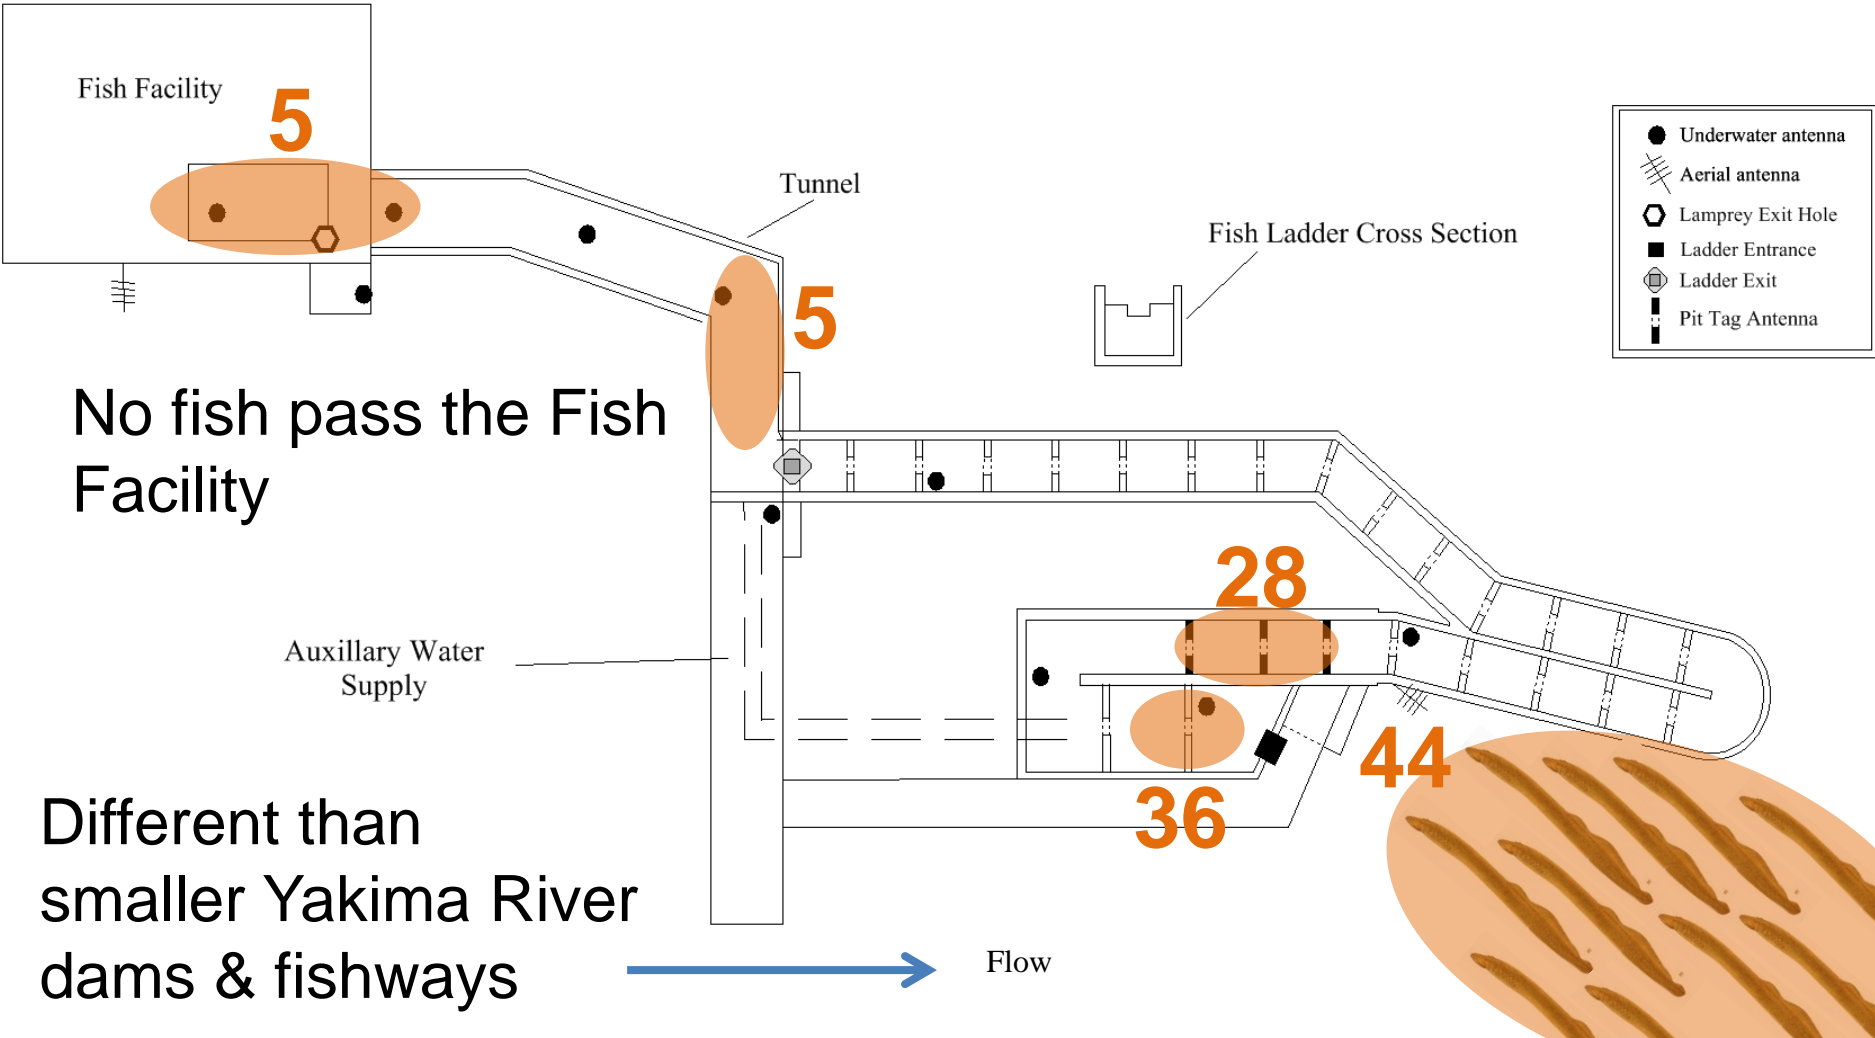 Fish Facility
5
Tunnel
Fish Ladder Cross Section
Underwater antenna
Aerial antenna
Lamprey Exit Hole
Ladder Entrance
Ladder Exit
Pit Tag Antenna
5
No fish pass the Fish
Facility
28
Auxillary Water
Supply
44
36
Different than
smaller Yakima River
dams & fishways
Flow